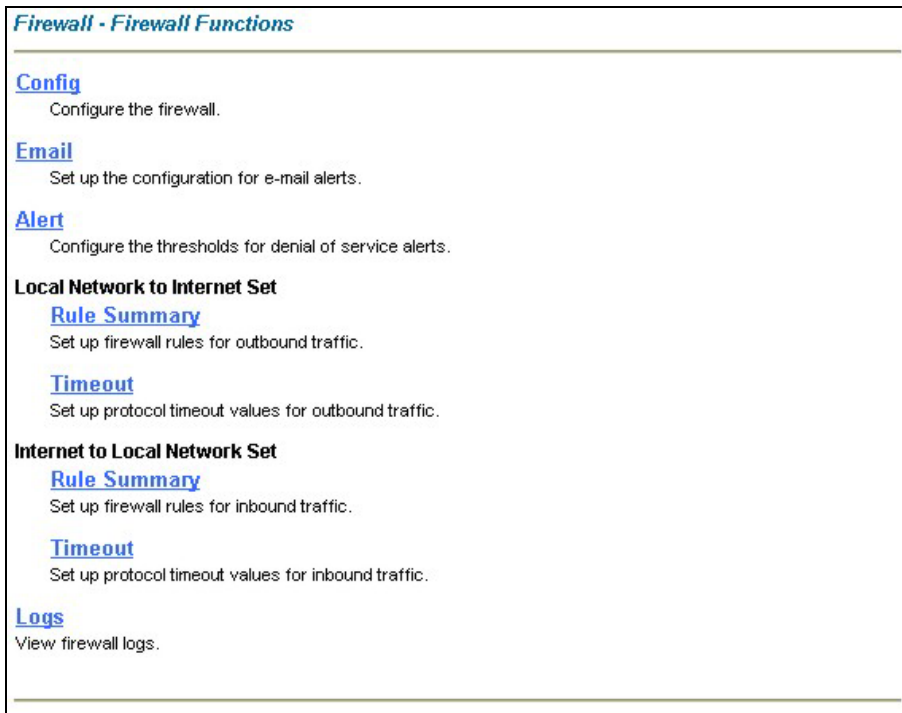 Firewall - Firewall Functions
Config
Configure the firewall.
Email
Set up the configuration for e-mail alerts.
Alert
Configure the thresholds for denial of service alerts.
Local Network to Internet Set
Rule Summary
Set up firewall rules for outbound traffic.
Timeout
Set up protocol timeout values for outbound traffic.
Internet to Local Network Set
Rule Summary
Set up firewall rules for inbound traffic.
Timeout
Set up protocol timeout values for inbound traffic.
Logs
View firewall logs.